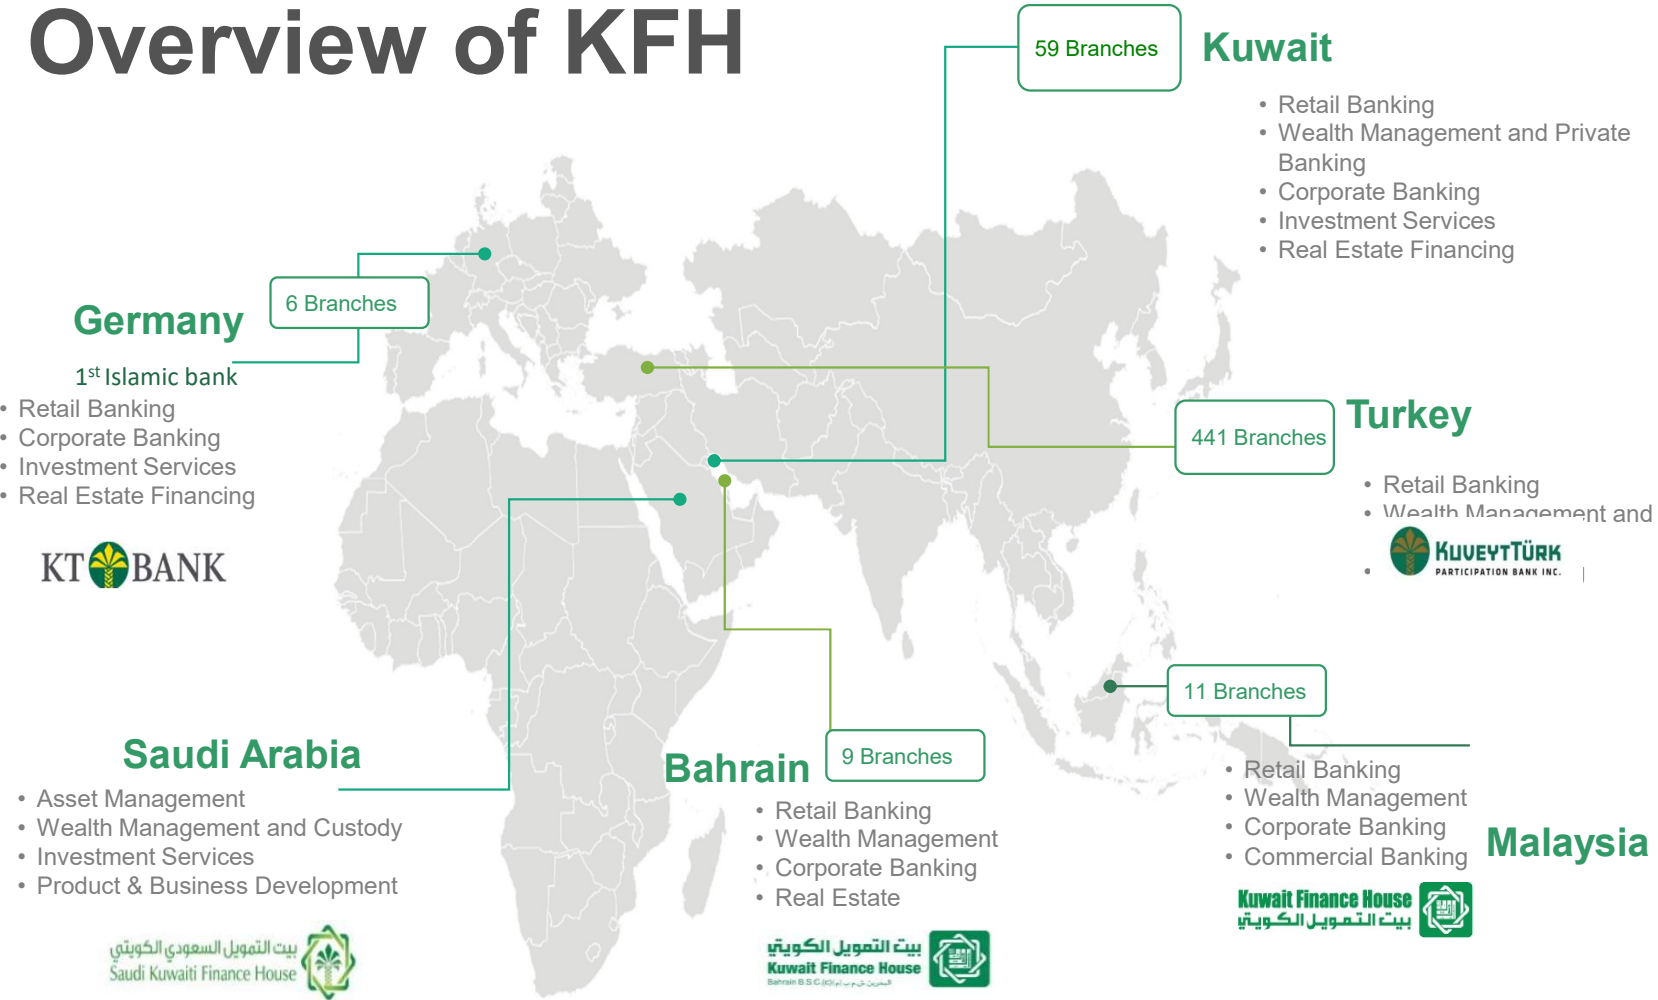 Overview of KFH
59 Branches
Kuwait
• Retail Banking
• Wealth Management and Private
Banking
• Corporate Banking
• Investment Services
• Real Estate Financing
6 Branches
Germany
1st Islamic bank
• Retail Banking
• Corporate Banking
• Investment Services
• Real Estate Financing
KT BANK
441 Branches
Turkey
• Retail Banking
• Wealth Management and
•
KUVEYTTÜRK
PARTICIPATION BANK INC.
11 Branches
• Retail Banking
• Wealth Management
• Corporate Banking
• Commercial Banking
Malaysia
Kuwait Finance House
بيت التمويل الكويتي
Saudi Arabia
• Asset Management
• Wealth Management and Custody
• Investment Services
• Product & Business Development
بيت التمويل السعودي الكويتي
Saudi Kuwaiti Finance House
Bahrain
9 Branches
• Retail Banking
• Wealth Management
• Corporate Banking
• Real Estate
بيت التمويل الكويتي
Kuwait Finance House
Bahrain B.S.C.(c)